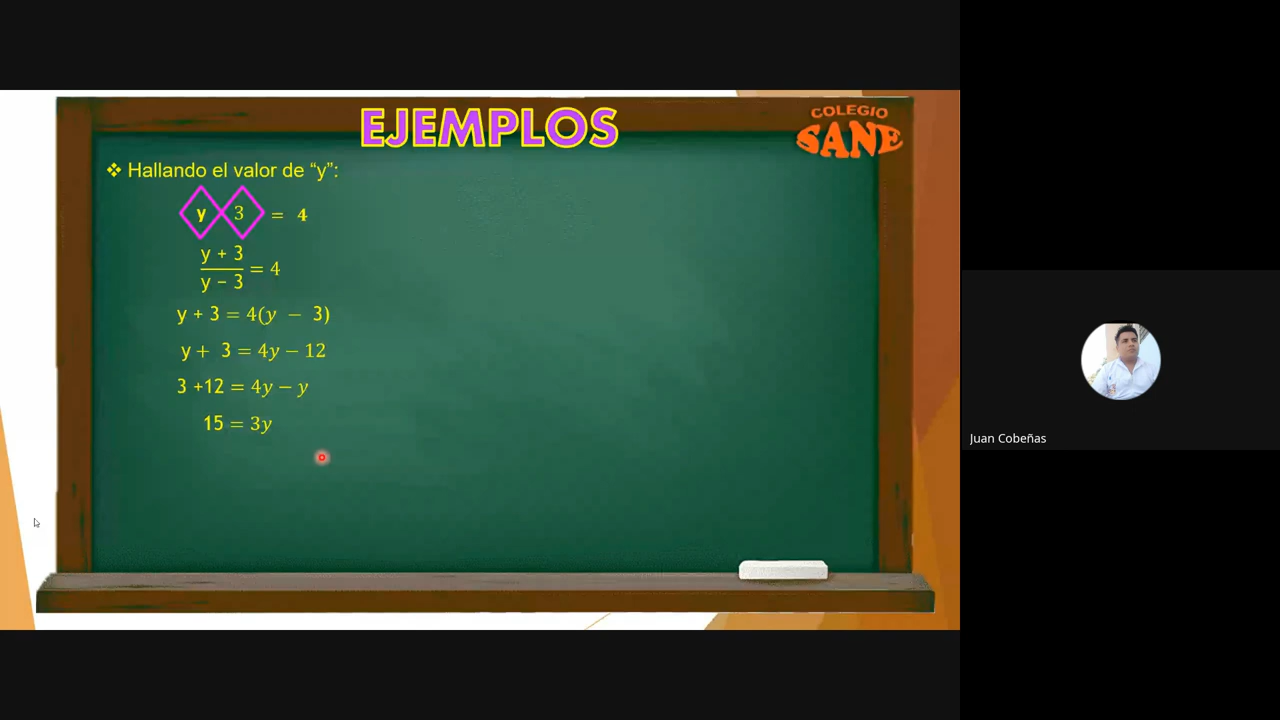 EJEMPLOS
COLEGIO
SANE
❖ Hallando el valor de “y”:
y 3 = 4
y + 3
y − 3 = 4
y + 3 = 4(y − 3)
y + 3 = 4y − 12
3 +12 = 4y − y
15 = 3y
Juan Cobeñas